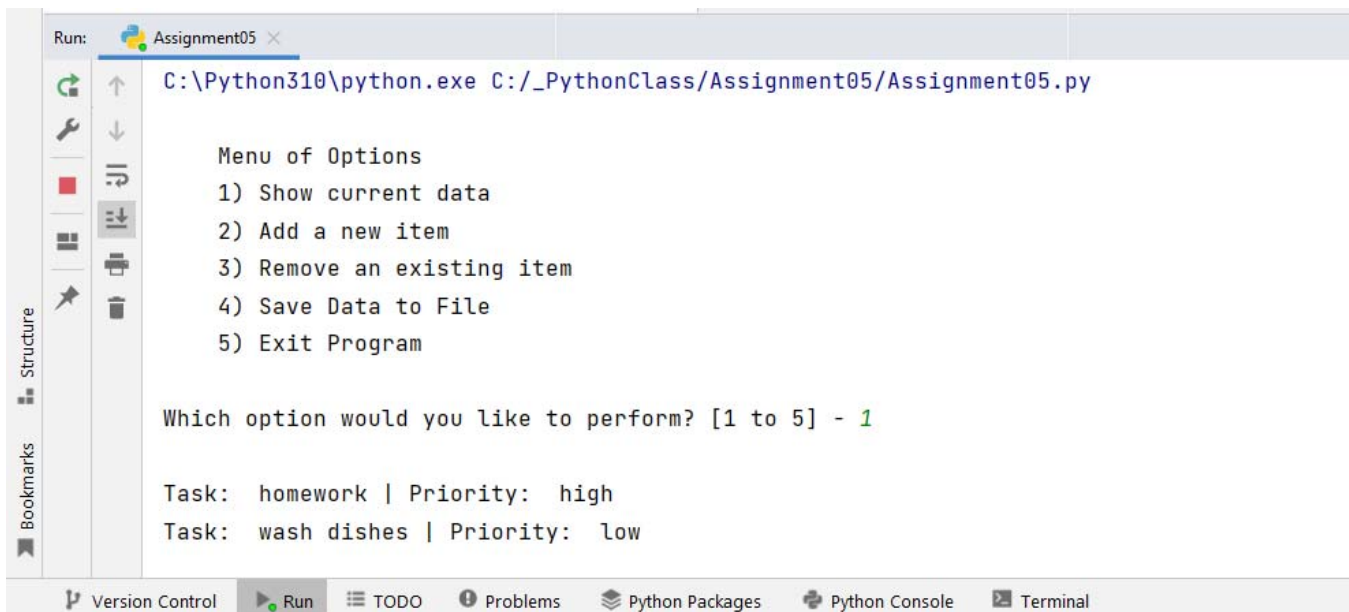 Run: Assignment05
C:\Python310\python.exe C:/_PythonClass/Assignment05/Assignment05.py
Menu of Options
1) Show current data
2) Add a new item
3) Remove an existing item
4) Save Data to File
5) Exit Program
Which option would you like to perform? [1 to 5] - 1
Task:  homework | Priority:  high
Task:  wash dishes | Priority:  low
Structure
Bookmarks
Version Control Run TODO Problems Python Packages Python Console Terminal